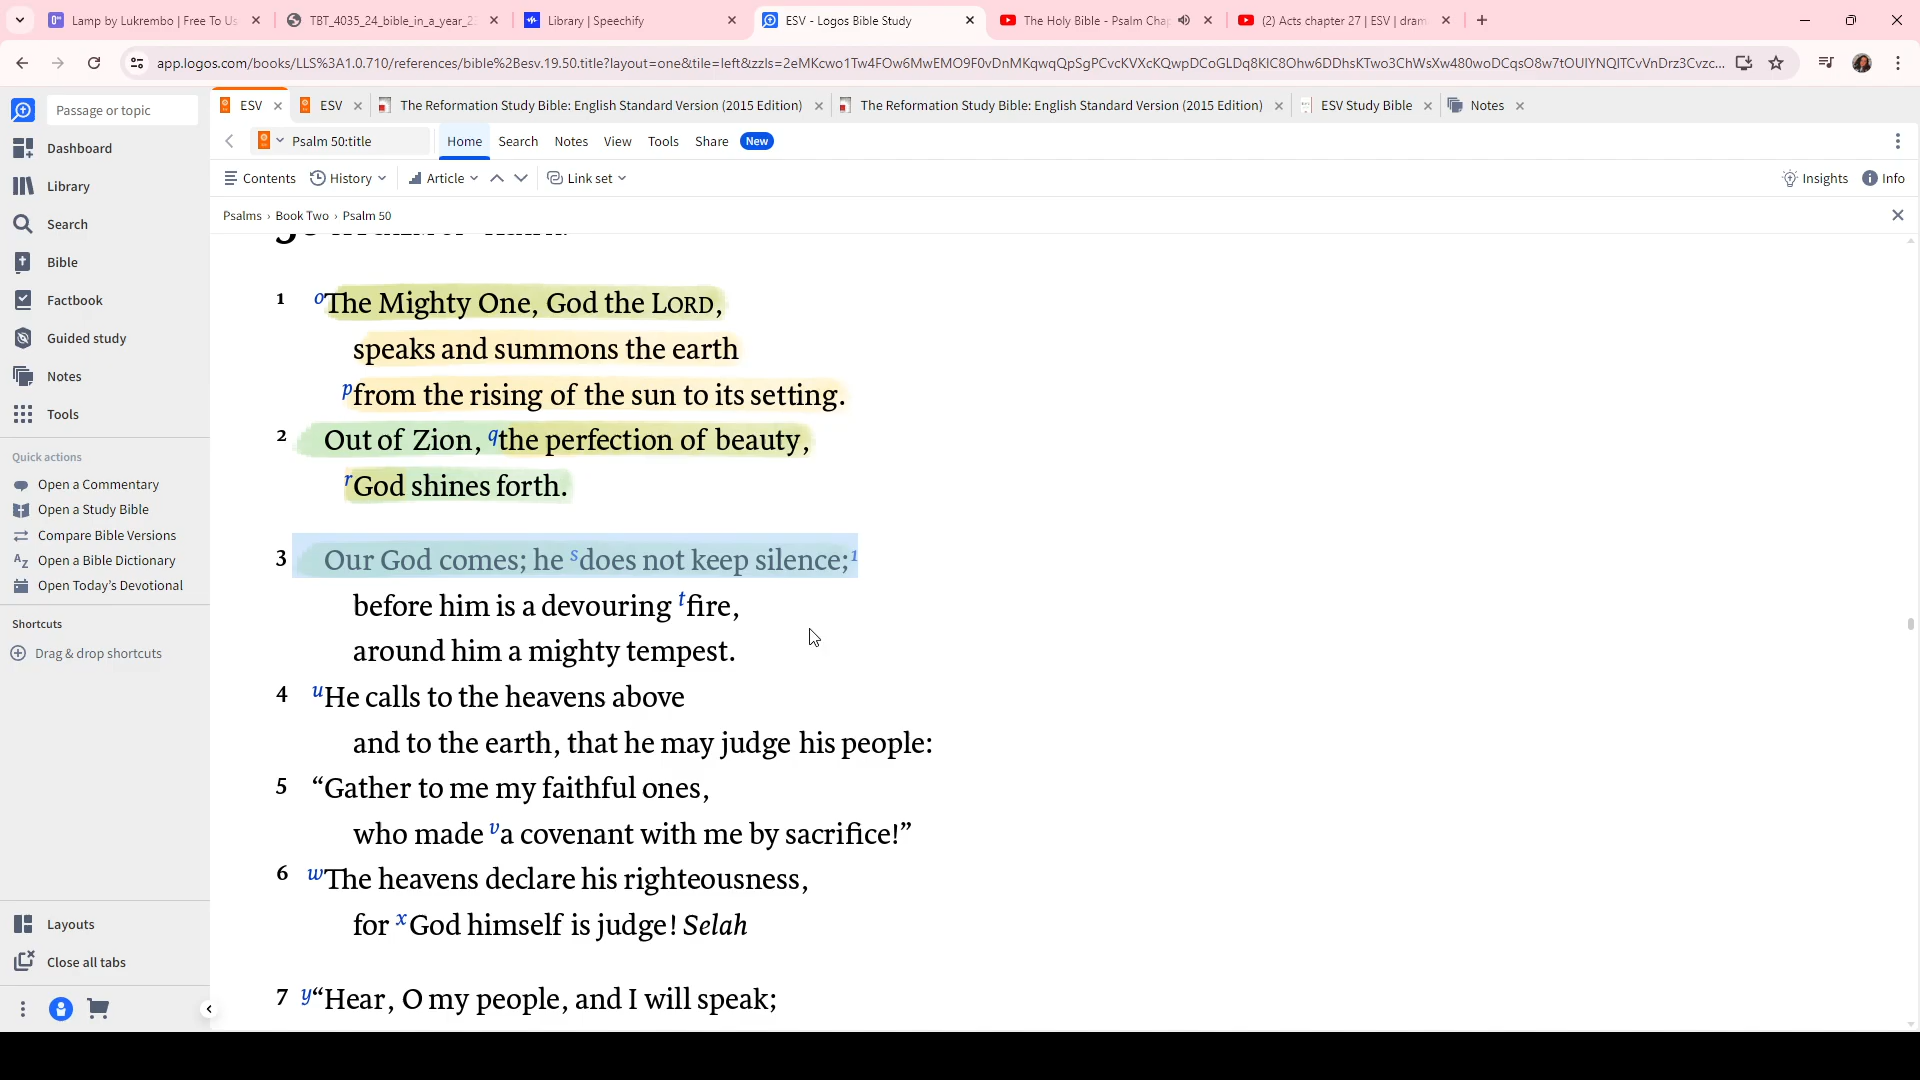 Lamp by Lukrembo | Free To Us
TBT_4035_24_bible_in_a_year_2
Library | Speechify
ESV - Logos Bible Study
The Holy Bible - Psalm Cha
(2) Acts chapter 27 | ESV | dram
app.logos.com/books/LLS%3A1.0.710/references/bible%2Besv.19.50.title?layout=one&tile=left&zzls=2eMKcwo1Tw4FOw6MwEMO9F0vDnMKqwqQpSgPCvcKVXcKQwpDCoGLDq8KlC8Ohw6DDhsKTwo3ChWsXw480woDCqsO8w7tOUlYNQITCvVnDrz3Cvzc...
Passage or topic
ESV
ESV
The Reformation Study Bible: English Standard Version (2015 Edition)
The Reformation Study Bible: English Standard Version (2015 Edition)
ESV Study Bible
Notes
Psalm 50:title
Home
Search
Notes
View
Tools
Share
New
Contents
History
Article
Link set
Insights
Info
Psalms › Book Two › Psalm 50
Dashboard
Library
Search
Bible
Factbook
Guided study
Notes
Tools
Quick actions
Open a Commentary
Open a Study Bible
Compare Bible Versions
Open a Bible Dictionary
Open Today's Devotional
Shortcuts
Drag & drop shortcuts
Layouts
Close all tabs
1 oThe Mighty One, God the LORD,
speaks and summons the earth
pfrom the rising of the sun to its setting.
2 Out of Zion, qthe perfection of beauty,
rGod shines forth.
3 Our God comes; he sdoes not keep silence;1
before him is a devouring tfire,
around him a mighty tempest.
4 uHe calls to the heavens above
and to the earth, that he may judge his people:
5 “Gather to me my faithful ones,
who made va covenant with me by sacrifice!”
6 wThe heavens declare his righteousness,
for xGod himself is judge! Selah
7 y“Hear, O my people, and I will speak;